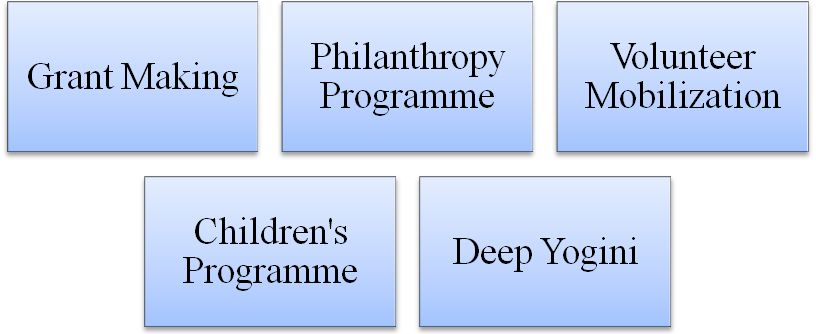 Grant Making
Philanthropy
Programme
Volunteer
Mobilization
Children's
Programme
Deep Yogini